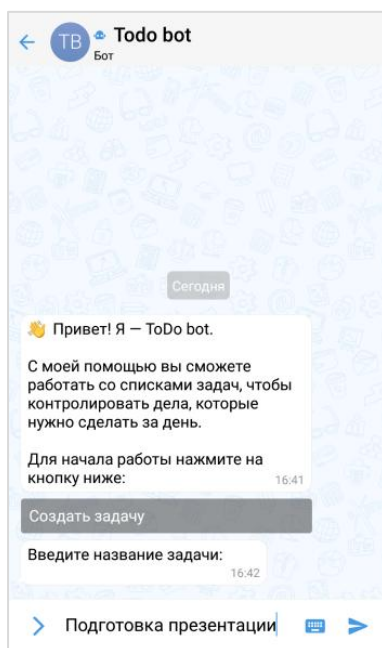 TB
Todo bot
Бот
Сегодня
👋 Привет! Я — ToDo bot.
С моей помощью вы сможете
работать со списками задач, чтобы
контролировать дела, которые
нужно сделать за день.
Для начала работы нажмите на
кнопку ниже:
16:41
Создать задачу
Введите название задачи:
16:42
Подготовка презентации